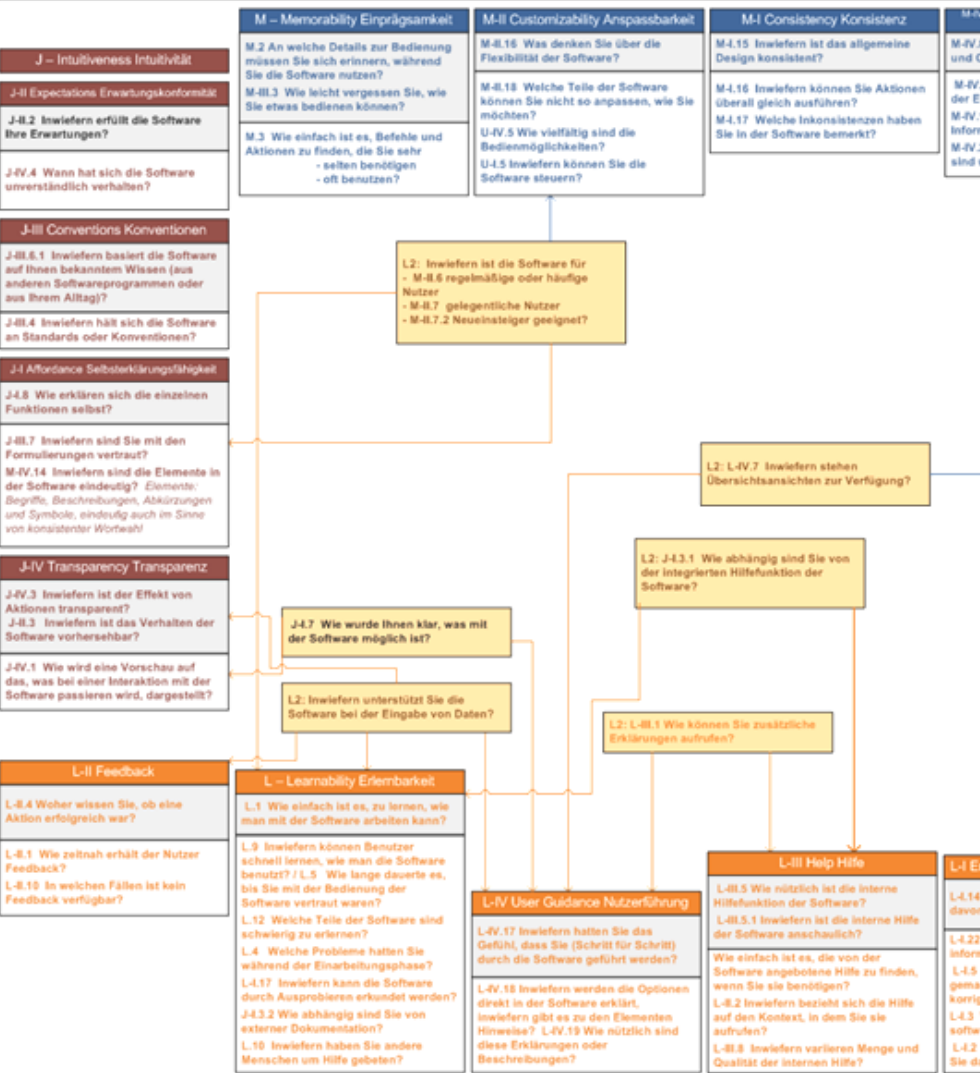 J – Intuitiveness Intuitivität
J-II Expectations Erwartungskonformität
J-II.2 Inwiefern erfüllt die Software
Ihre Erwartungen?
J-IV.4 Wann hat sich die Software
unverständlich verhalten?
J-III Conventions Konventionen
J-III.6.1 Inwiefern basiert die Software
auf Ihnen bekanntem Wissen (aus
anderen Softwareprogrammen oder
aus Ihrem Alltag)?
J-III.4 Inwiefern hält sich die Software
an Standards oder Konventionen?
J-I Affordance Selbsterklärungsfähigkeit
J-I.8 Wie erklären sich die einzelnen
Funktionen selbst?
J-III.7 Inwiefern sind Sie mit den
Formulierungen vertraut?
M-IV.14 Inwiefern sind die Elemente in
der Software eindeutig? Elemente:
Begriffe, Beschreibungen, Abkürzungen
und Symbole, eindeutig auch im Sinne
von konsistenter Wortwahl
J-IV Transparency Transparenz
J-IV.3 Inwiefern ist der Effekt von
Aktionen transparent?
J-II.3 Inwiefern ist das Verhalten der
Software vorhersehbar?
J-IV.1 Wie wird eine Vorschau auf
das, was bei einer Interaktion mit der
Software passieren wird, dargestellt?
L-II Feedback
L-II.4 Woher wissen Sie, ob eine
Aktion erfolgreich war?
L-II.1 Wie zeitnah erhält der Nutzer
Feedback?
L-II.10 In welchen Fällen ist kein
Feedback verfügbar?
M – Memorability Einprägsamkeit
M.2 An welche Details zur Bedienung
müssen Sie sich erinnern, während
Sie die Software nutzen?
M-III.3 Wie leicht vergessen Sie, wie
Sie etwas bedienen können?
M.3 Wie einfach ist es, Befehle und
Aktionen zu finden, die Sie sehr
- selten benötigen
- oft benutzen?
M-II Customizability Anspassbarkeit
M-II.16 Was denken Sie über die
Flexibilität der Software?
M-II.18 Welche Teile der Software
können Sie nicht so anpassen, wie Sie
möchten?
U-IV.5 Wie vielfältig sind die
Bedienmöglichkeiten?
U-I.5 Inwiefern können Sie die
Software steuern?
M-I Consistency Konsistenz
M-I.15 Inwiefern ist das allgemeine
Design konsistent?
M-I.16 Inwiefern können Sie Aktionen
überall gleich ausführen?
M-I.17 Welche Inkonsistenzen haben
Sie in der Software bemerkt?
M-IV
M-IV.
und
M-IV.
der E
M-IV.
Infor
M-IV.
sind
L2: Inwiefern ist die Software für
- M-II.6 regelmäßige oder häufige
Nutzer
- M-II.7 gelegentliche Nutzer
- M-II.7.2 Neueinsteiger geeignet?
L2: L-IV.7 Inwiefern stehen
Übersichtsansichten zur Verfügung?
L2: J-I.3.1 Wie abhängig sind Sie von
der integrierten Hilfefunktion der
Software?
J-I.7 Wie wurde Ihnen klar, was mit
der Software möglich ist?
L2: Inwiefern unterstützt Sie die
Software bei der Eingabe von Daten?
L2: L-III.1 Wie können Sie zusätzliche
Erklärungen aufrufen?
L – Learnability Erlernbarkeit
L.1 Wie einfach ist es, zu lernen, wie
man mit der Software arbeiten kann?
L.9 Inwiefern können Benutzer
schnell lernen, wie man die Software
benutzt? / L.5 Wie lange dauerte es,
bis Sie mit der Bedienung der
Software vertraut waren?
L.12 Welche Teile der Software sind
schwierig zu erlernen?
L.4 Welche Probleme hatten Sie
während der Einarbeitungsphase?
L-I.17 Inwiefern kann die Software
durch Ausprobieren erkundet werden?
J-I.3.2 Wie abhängig sind Sie von
externer Dokumentation?
L.10 Inwiefern haben Sie andere
Menschen um Hilfe gebeten?
L-IV User Guidance Nutzerführung
L-IV.17 Inwiefern hatten Sie das
Gefühl, dass Sie (Schritt für Schritt)
durch die Software geführt werden?
L-IV.18 Inwiefern werden die Optionen
direkt in der Software erklärt,
inwiefern gibt es zu den Elementen
Hinweise? L-IV.19 Wie nützlich sind
diese Erklärungen oder
Beschreibungen?
L-III Help Hilfe
L-III.5 Wie nützlich ist die interne
Hilfefunktion der Software?
L-III.5.1 Inwiefern ist die interne Hilfe
der Software anschaulich?
Wie einfach ist es, die von der
Software angebotene Hilfe zu finden,
wenn Sie sie benötigen?
L-II.2 Inwiefern bezieht sich die Hilfe
auf den Kontext, in dem Sie sie
aufrufen?
L-III.8 Inwiefern variieren Menge und
Qualität der internen Hilfe?
L-I
L-I.14
davo
L-I.22
infor
L-I.5
gema
korri
L-I.3
softw
L-I.2
Sie d